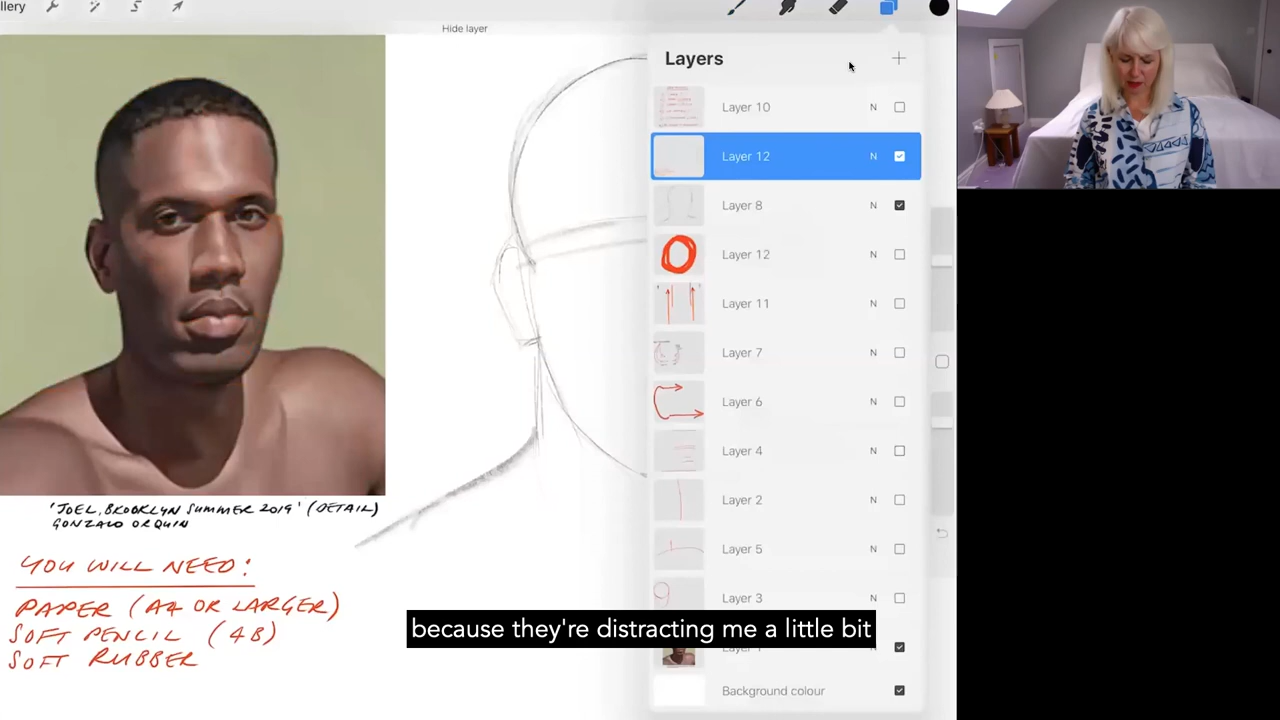 llery
Hide layer
Layers
Layer 10 N
Layer 12 N
Layer 8 N
Layer 12 N
Layer 11 N
Layer 7 N
Layer 6 N
Layer 4 N
Layer 2 N
Layer 5 N
Layer 3 N
Background colour
'JOEL, BROOKLYN SUMMER 2019' (DETAIL)
GONZALO ORQUIN
YOU WILL NEED:
PAPER (A4 OR LARGER)
SOFT PENCIL (4B)
SOFT RUBBER
because they're distracting me a little bit